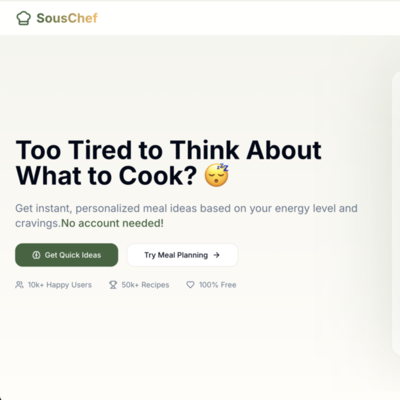 SousChef
Too Tired to Think About
What to Cook? 😴
Get instant, personalized meal ideas based on your energy level and
cravings.No account needed!
Get Quick Ideas
Try Meal Planning →
10k+ Happy Users
50k+ Recipes
100% Free